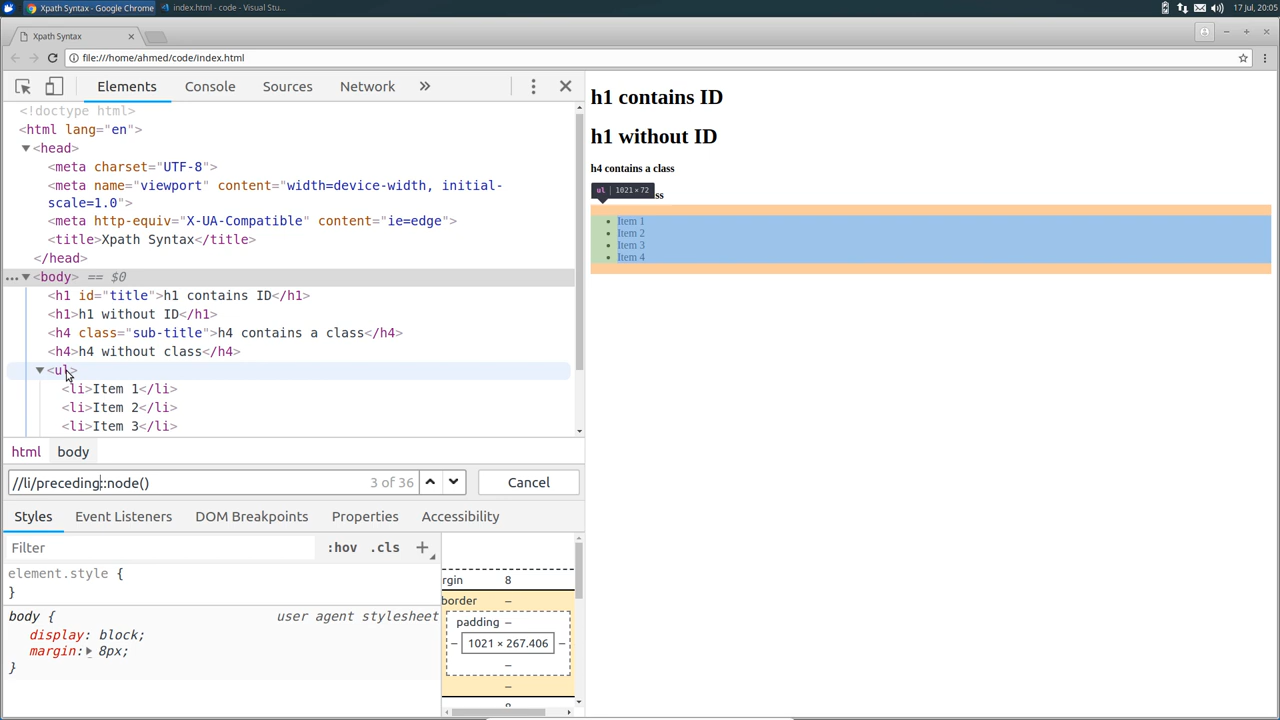 Xpath Syntax - Google Chrome
index.html - code - Visual Stu...
17 Jul, 20:05
Xpath Syntax
file:///home/ahmed/code/index.html
Elements Console Sources Network
<!doctype html>
<html lang="en">
<head>
<meta charset="UTF-8">
<meta name="viewport" content="width=device-width, initial-
scale=1.0">
<meta http-equiv="X-UA-Compatible" content="ie=edge">
<title>Xpath Syntax</title>
</head>
...<body> == $0
<h1 id="title">h1 contains ID</h1>
<h1>h1 without ID</h1>
<h4 class="sub-title">h4 contains a class</h4>
<h4>h4 without class</h4>
<ul>
<li>Item 1</li>
<li>Item 2</li>
<li>Item 3</li>
html body
//li/preceding::node() 3 of 36 Cancel
Styles Event Listeners DOM Breakpoints Properties Accessibility
Filter :hov .cls +
element.style {
}
body { user agent stylesheet
display: block;
margin: 8px;
}
rgin 8
border –
padding –
– 1021 × 267.406 –
–
–
h1 contains ID
h1 without ID
h4 contains a class
ul 1021 × 72
Item 1
Item 2
Item 3
Item 4